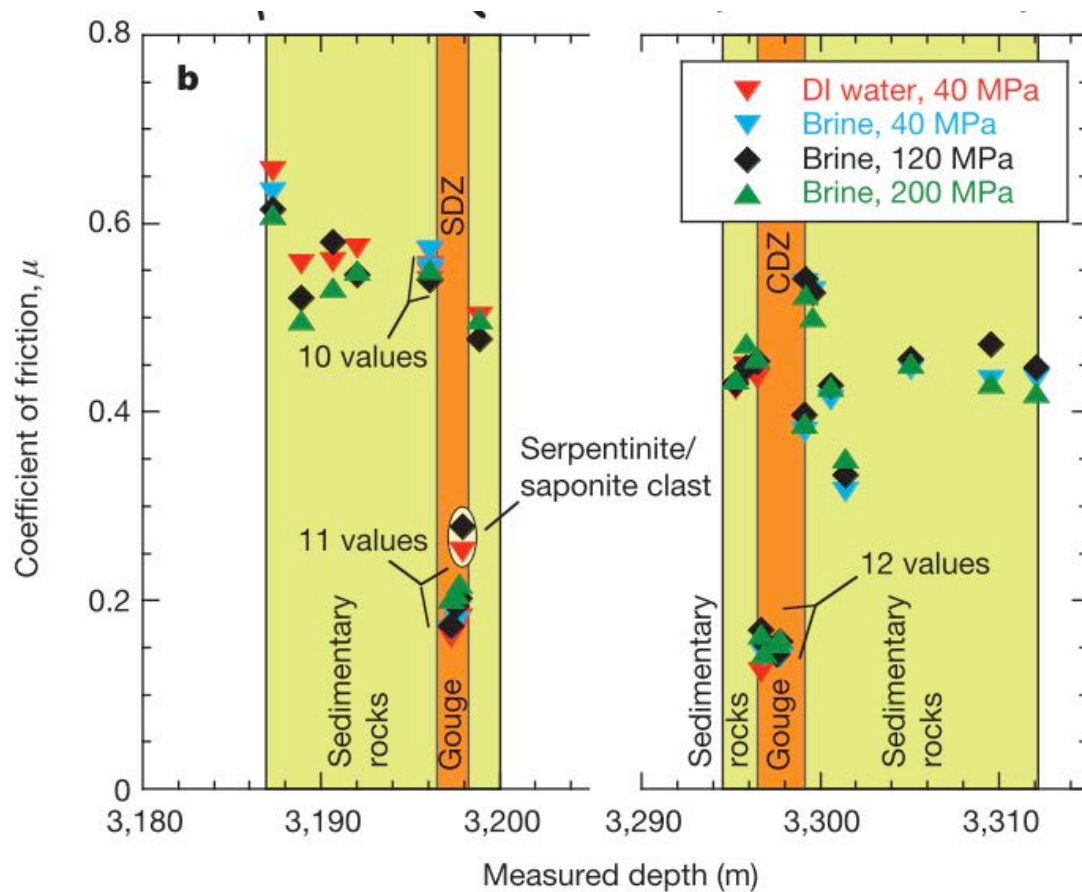 b
DI water, 40 MPa
Brine, 40 MPa
Brine, 120 MPa
Brine, 200 MPa
Coefficient of friction, μ
0.8
0.6
0.4
0.2
0
SDZ
CDZ
10 values
Serpentinite/
saponite clast
11 values
12 values
Sedimentary
rocks
Gouge
Sedimentary
rocks
Gouge
Sedimentary
rocks
3,180
3,190
3,200
3,290
3,300
3,310
Measured depth (m)